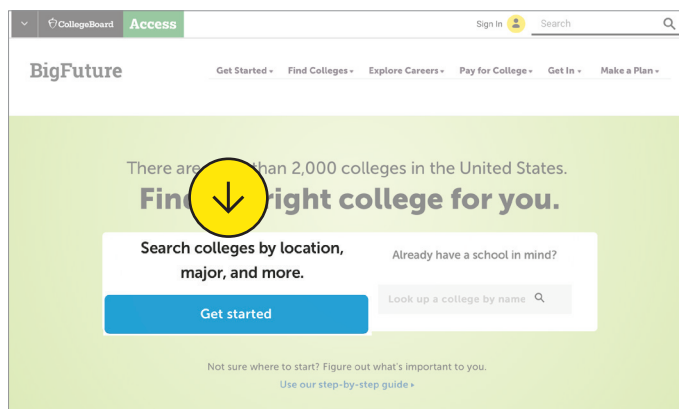 CollegeBoard Access Sign In Search
BigFuture Get Started Find Colleges Explore Careers Pay for College Get In Make a Plan
There are than 2,000 colleges in the United States.
Find right college for you.
Search colleges by location,
major, and more.
Get started
Already have a school in mind?
Look up a college by name
Not sure where to start? Figure out what's important to you.
Use our step-by-step guide